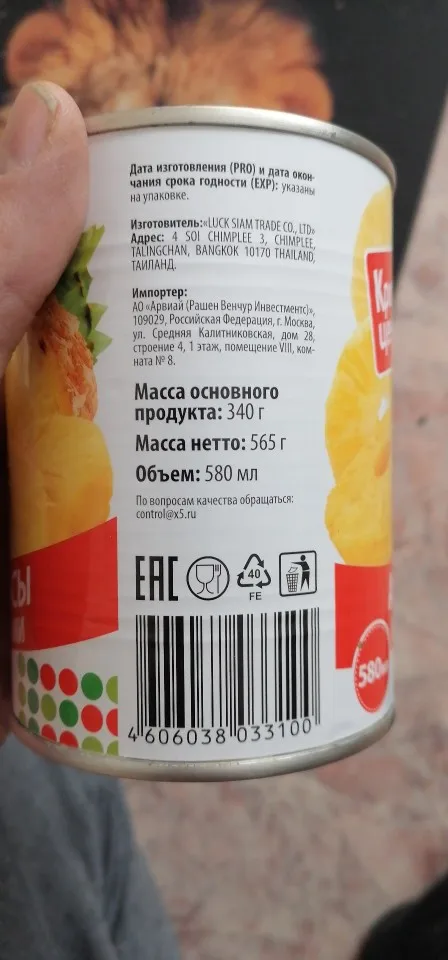 Дата изготовления (PRO) и дата окон-
чания срока годности (EXP): указаны
на упаковке.
Изготовитель:«LUCK SIAM TRADE CO., LTD»
Адрес: 4 SOI CHIMPLEE 3, CHIMPLEE,
TALINGCHAN, BANGKOK 10170 THAILAND,
ТАИЛАНД.
Импортер:
АО «Арвиай (Рашен Венчур Инвестментс)»,
109029, Российская Федерация, г. Москва,
ул. Средняя Калитниковская, дом 28,
строение 4, 1 этаж, помещение VIII, ком-
ната № 8.
Масса основного
продукта: 340 г
Масса нетто: 565 г
Объем: 580 мл
По вопросам качества обращаться:
control@x5.ru
EAC
40
FE
4 606038 033100
580